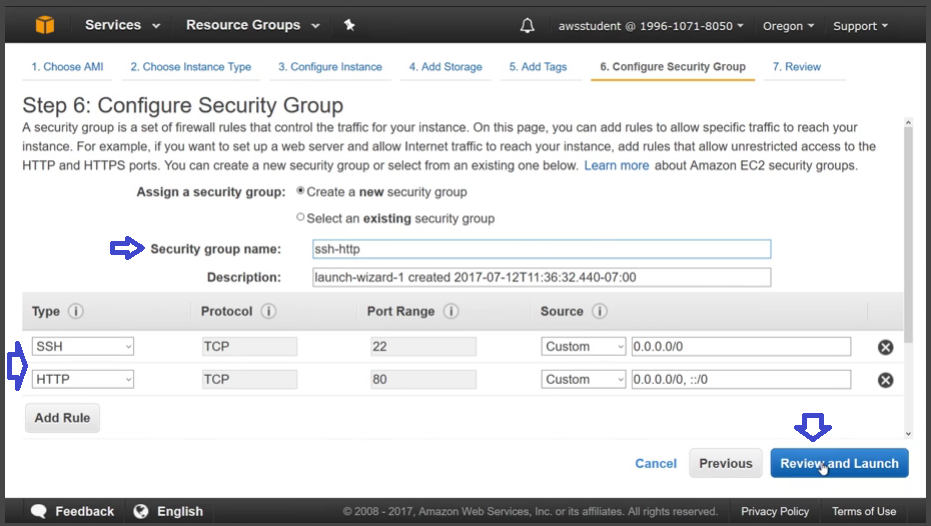 Services Resource Groups awsstudent @ 1996-1071-8050 Oregon Support
1. Choose AMI 2. Choose Instance Type 3. Configure Instance 4. Add Storage 5. Add Tags 6. Configure Security Group 7. Review
Step 6: Configure Security Group
A security group is a set of firewall rules that control the traffic for your instance. On this page, you can add rules to allow specific traffic to reach your
instance. For example, if you want to set up a web server and allow Internet traffic to reach your instance, add rules that allow unrestricted access to the
HTTP and HTTPS ports. You can create a new security group or select from an existing one below. Learn more about Amazon EC2 security groups.
Assign a security group: Create a new security group
Select an existing security group
Security group name: ssh-http
Description: launch-wizard-1 created 2017-07-12T11:36:32.440-07:00
Type i Protocol i Port Range i Source i
SSH TCP 22 Custom 0.0.0.0/0
HTTP TCP 80 Custom 0.0.0.0/0, ::/0
Add Rule
Cancel Previous Review and Launch
Feedback English © 2008 - 2017, Amazon Web Services, Inc. or its affiliates. All rights reserved. Privacy Policy Terms of Use